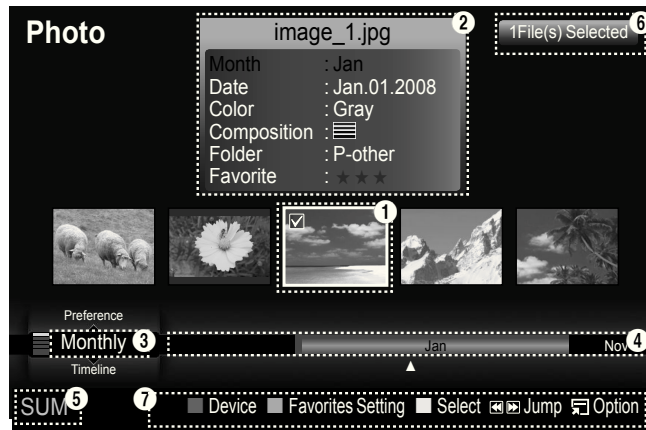 Photo
image_1.jpg
2
1File(s) Selected
6
Month : Jan
Date : Jan.01.2008
Color : Gray
Composition :
Folder : P-other
Favorite : ★ ★ ★
1
Preference
Monthly 3
Jan
Nov
4
Timeline
SUM
5
7
Device
Favorites Setting
Select
Jump
Option